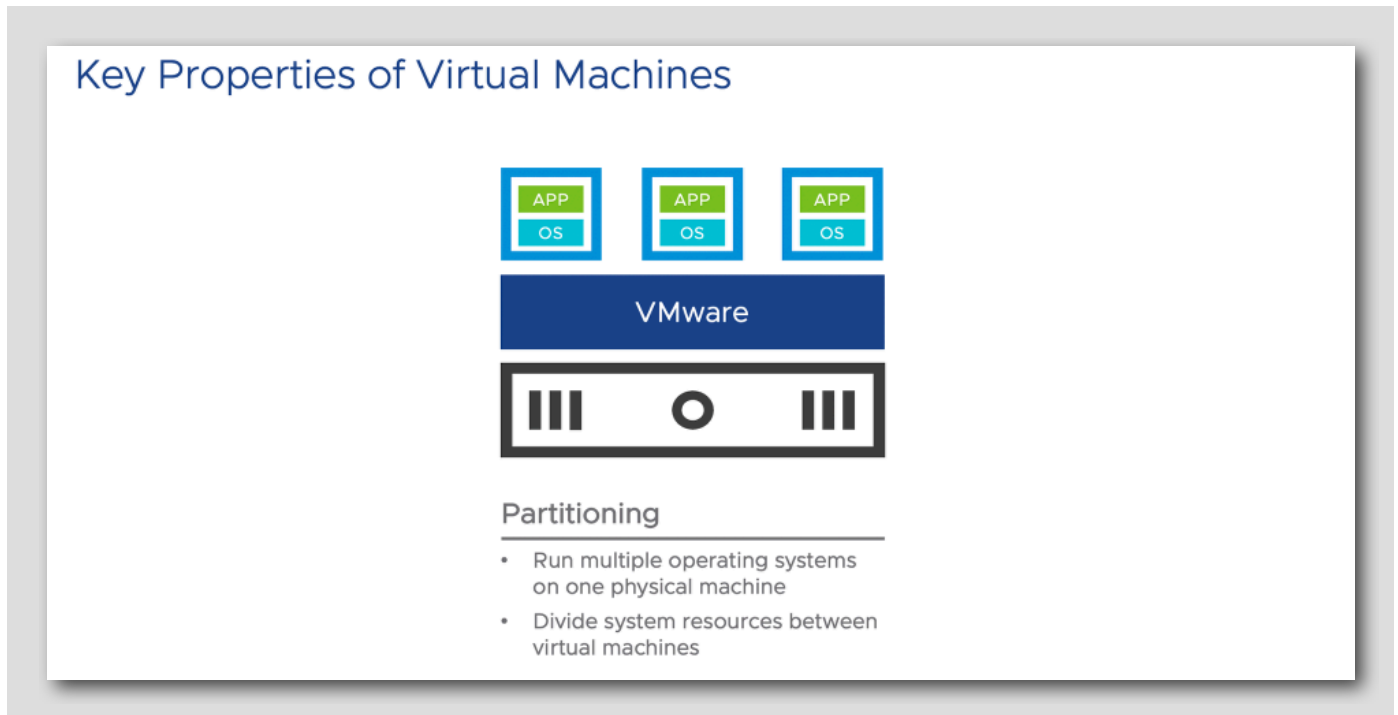 Key Properties of Virtual Machines
APP APP APP
OS OS OS
VMware
Partitioning
• Run multiple operating systems
on one physical machine
• Divide system resources between
virtual machines